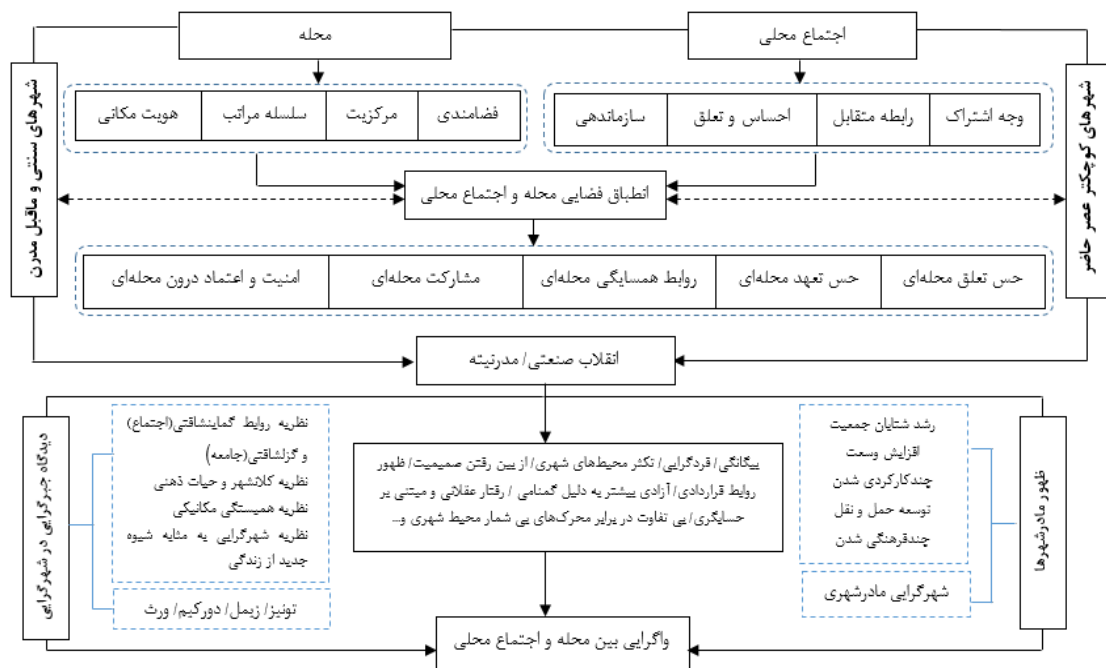 اجتماع محلی
محله
شهرهای کوچکتر عصر حاضر
شهرهای سنتی و ماقبل مدرن
وجه اشتراک
رابطه متقابل
احساس و تعلق
سازماندهی
فضامندی
مرکزیت
سلسله مراتب
هویت مکانی
انطباق فضایی محله و اجتماع محلی
حس تعلق محله‌ای
حس تعهد محله‌ای
روابط همسایگی محله‌ای
مشارکت محله‌ای
امنیت و اعتماد درون محله‌ای
انقلاب صنعتی/ مدرنیته
ظهور مادرشهرها
رشد شتابان جمعیت
افزایش وسعت
چندکارکردی شدن
توسعه حمل و نقل
چندفرهنگی شدن
شهرگرایی مادرشهری
بیگانگی/ فردگرایی/ تکثر محیط‌های شهری/ از بین رفتن صمیمیت/ ظهور
روابط قراردادی/ آزادی بیشتر به دلیل گمنامی / رفتار عقلانی و مبتنی بر
حسابگری/ بی تفاوت در برابر محرک‌های بی شمار محیط شهری و...
نظریه روابط گماینشافتی(اجتماع)
و گزلشافتی(جامعه)
نظریه کلانشهر و حیات ذهنی
نظریه همبستگی مکانیکی
نظریه شهرگرایی به مثابه شیوه
جدید از زندگی
تونیز/ زیمل/ دورکیم/ ورث
دیدگاه جبرگرایی در شهرگرایی
واگرایی بین محله و اجتماع محلی